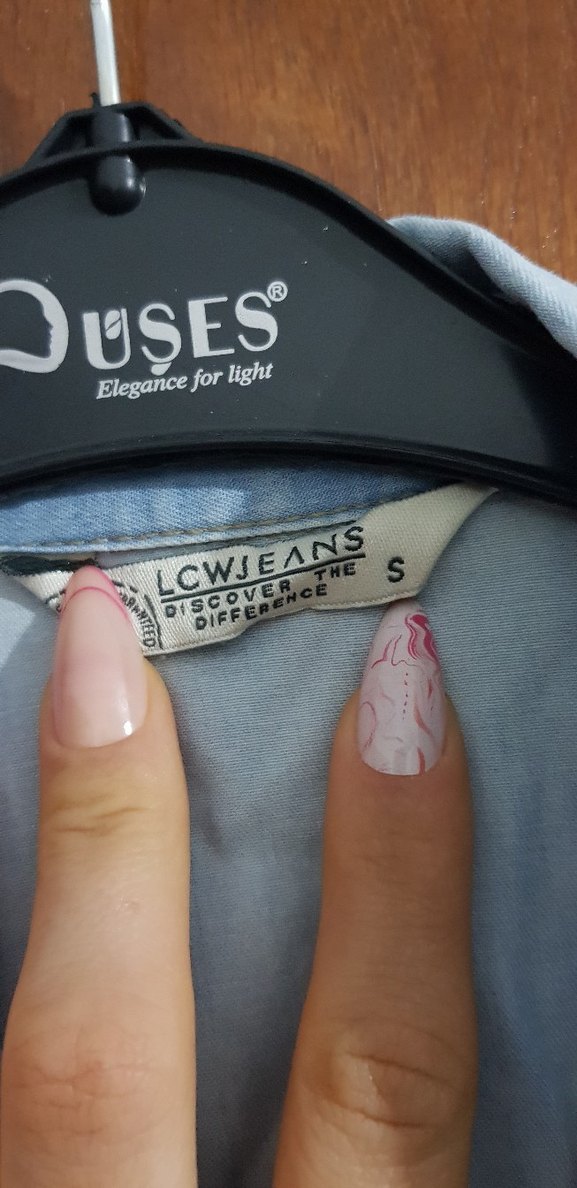 UŞES®
Elegance for light
LCWJEANS
DISCOVER THE
DIFFERENCE
S